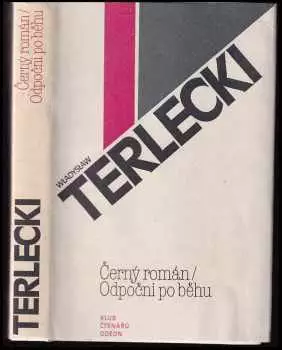 Černý román/
Odpočni po běhu
TERLECKI
WŁADYSŁAW
TERLECKI
Černý román/
Odpočni po běhu
KLUB
ČTENÁŘŮ
ODEON